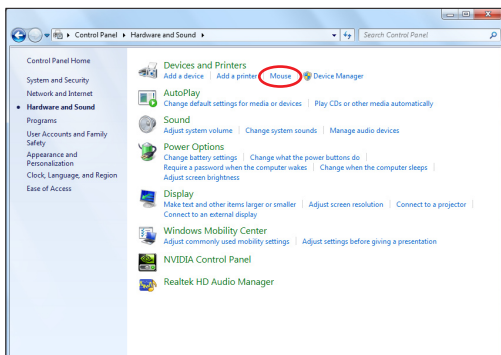 Control Panel ▸ Hardware and Sound ▸
Search Control Panel
Control Panel Home
System and Security
Network and Internet
Hardware and Sound
Programs
User Accounts and Family
Safety
Appearance and
Personalization
Clock, Language, and Region
Ease of Access
Devices and Printers
Add a device | Add a printer | Mouse | Device Manager
AutoPlay
Change default settings for media or devices | Play CDs or other media automatically
Sound
Adjust system volume | Change system sounds | Manage audio devices
Power Options
Change battery settings | Change what the power buttons do |
Require a password when the computer wakes | Change when the computer sleeps |
Adjust screen brightness
Display
Make text and other items larger or smaller | Adjust screen resolution | Connect to a projector |
Connect to an external display
Windows Mobility Center
Adjust commonly used mobility settings | Adjust settings before giving a presentation
NVIDIA Control Panel
Realtek HD Audio Manager